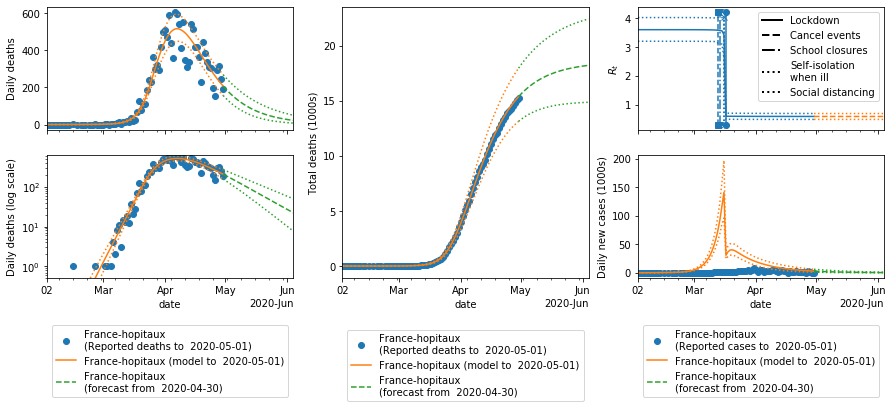 600
400
200
0
Daily deaths
Mar
Apr
May
10²
10¹
10⁰
Daily deaths (log scale)
02
Mar
Apr
May
date
2020-Jun
France-hopitaux
(Reported deaths to  2020-05-01)
France-hopitaux (model to  2020-05-01)
France-hopitaux
(forecast from  2020-04-30)
20
15
10
5
0
Total deaths (1000s)
02
Mar
Apr
May
date
2020-Jun
France-hopitaux
(Reported deaths to  2020-05-01)
France-hopitaux (model to  2020-05-01)
France-hopitaux
(forecast from  2020-04-30)
4
3
2
1
Rt
Lockdown
Cancel events
School closures
Self-isolation
when ill
Social distancing
200
150
100
50
0
Daily new cases (1000s)
02
Mar
Apr
May
date
2020-Jun
France-hopitaux
(Reported cases to  2020-05-01)
France-hopitaux (model to  2020-05-01)
France-hopitaux
(forecast from  2020-04-30)